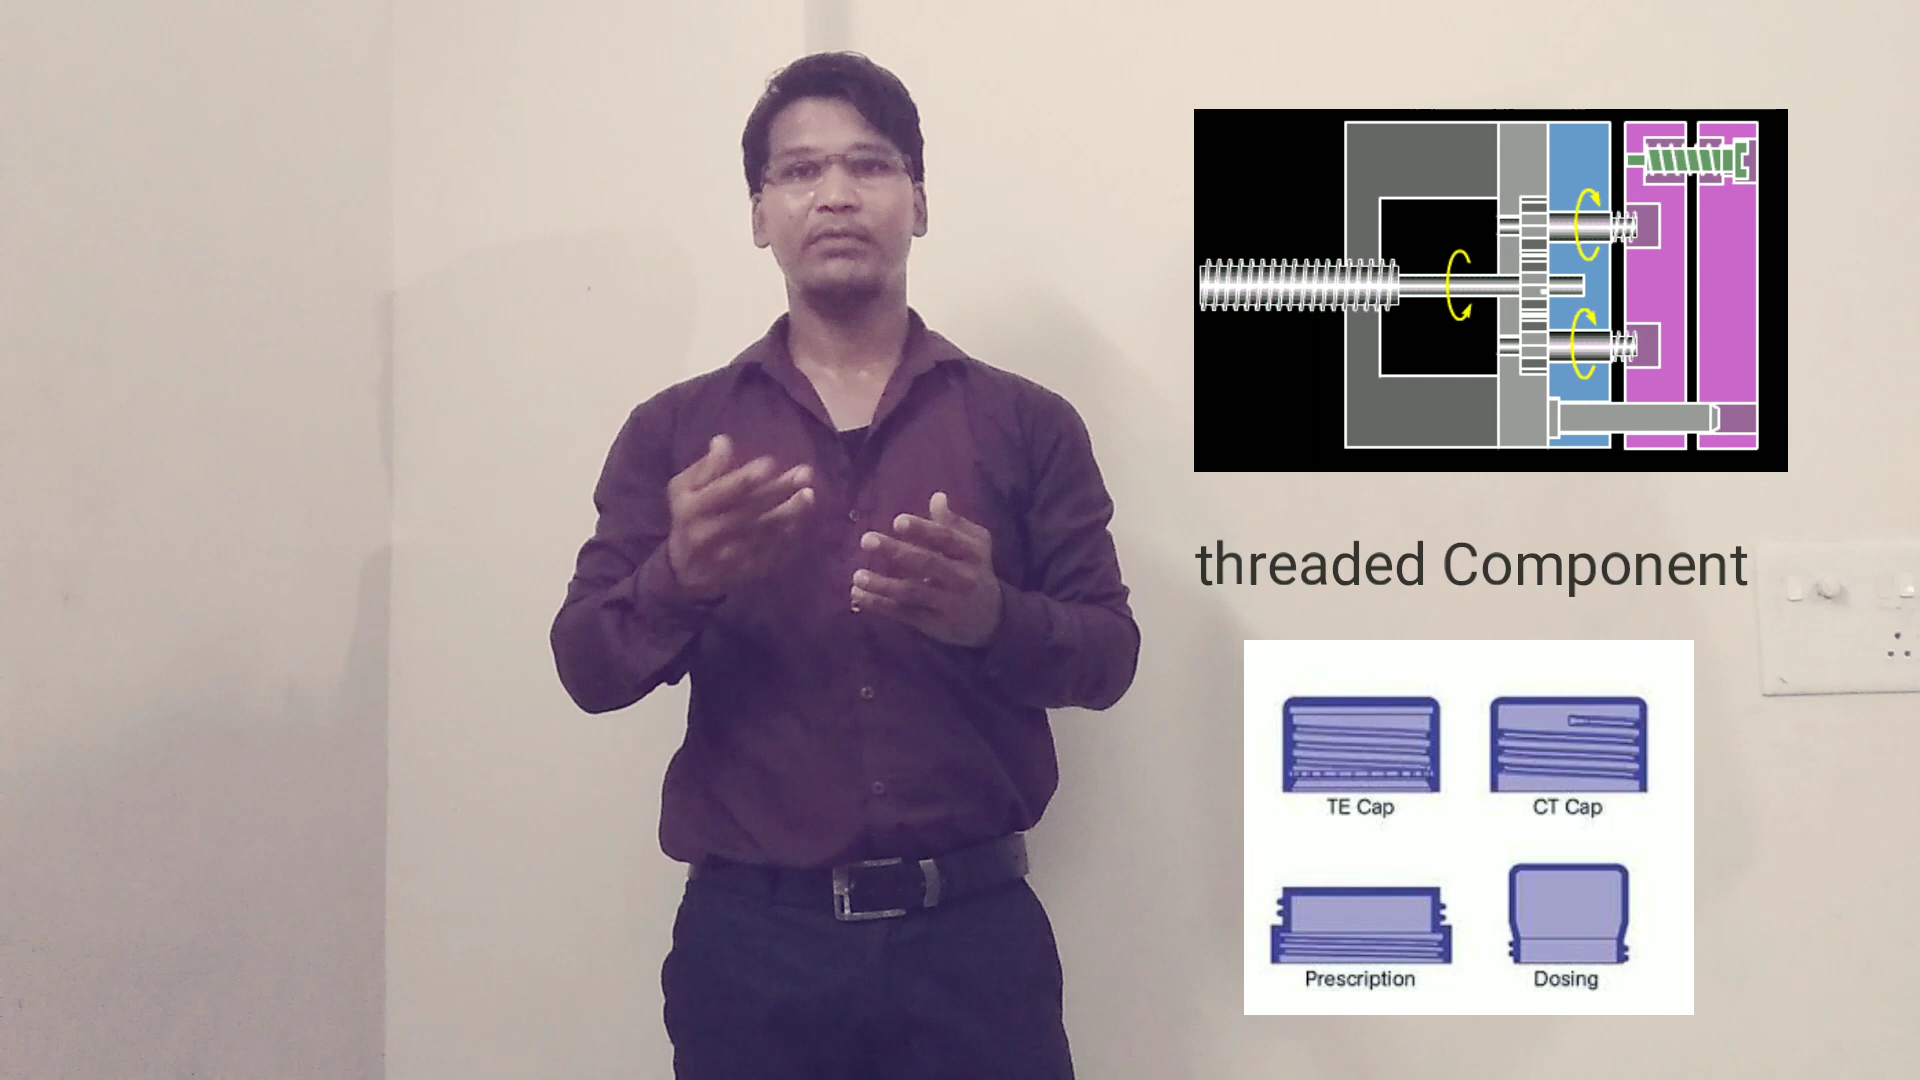 threaded Component
TE Cap
CT Cap
Prescription
Dosing